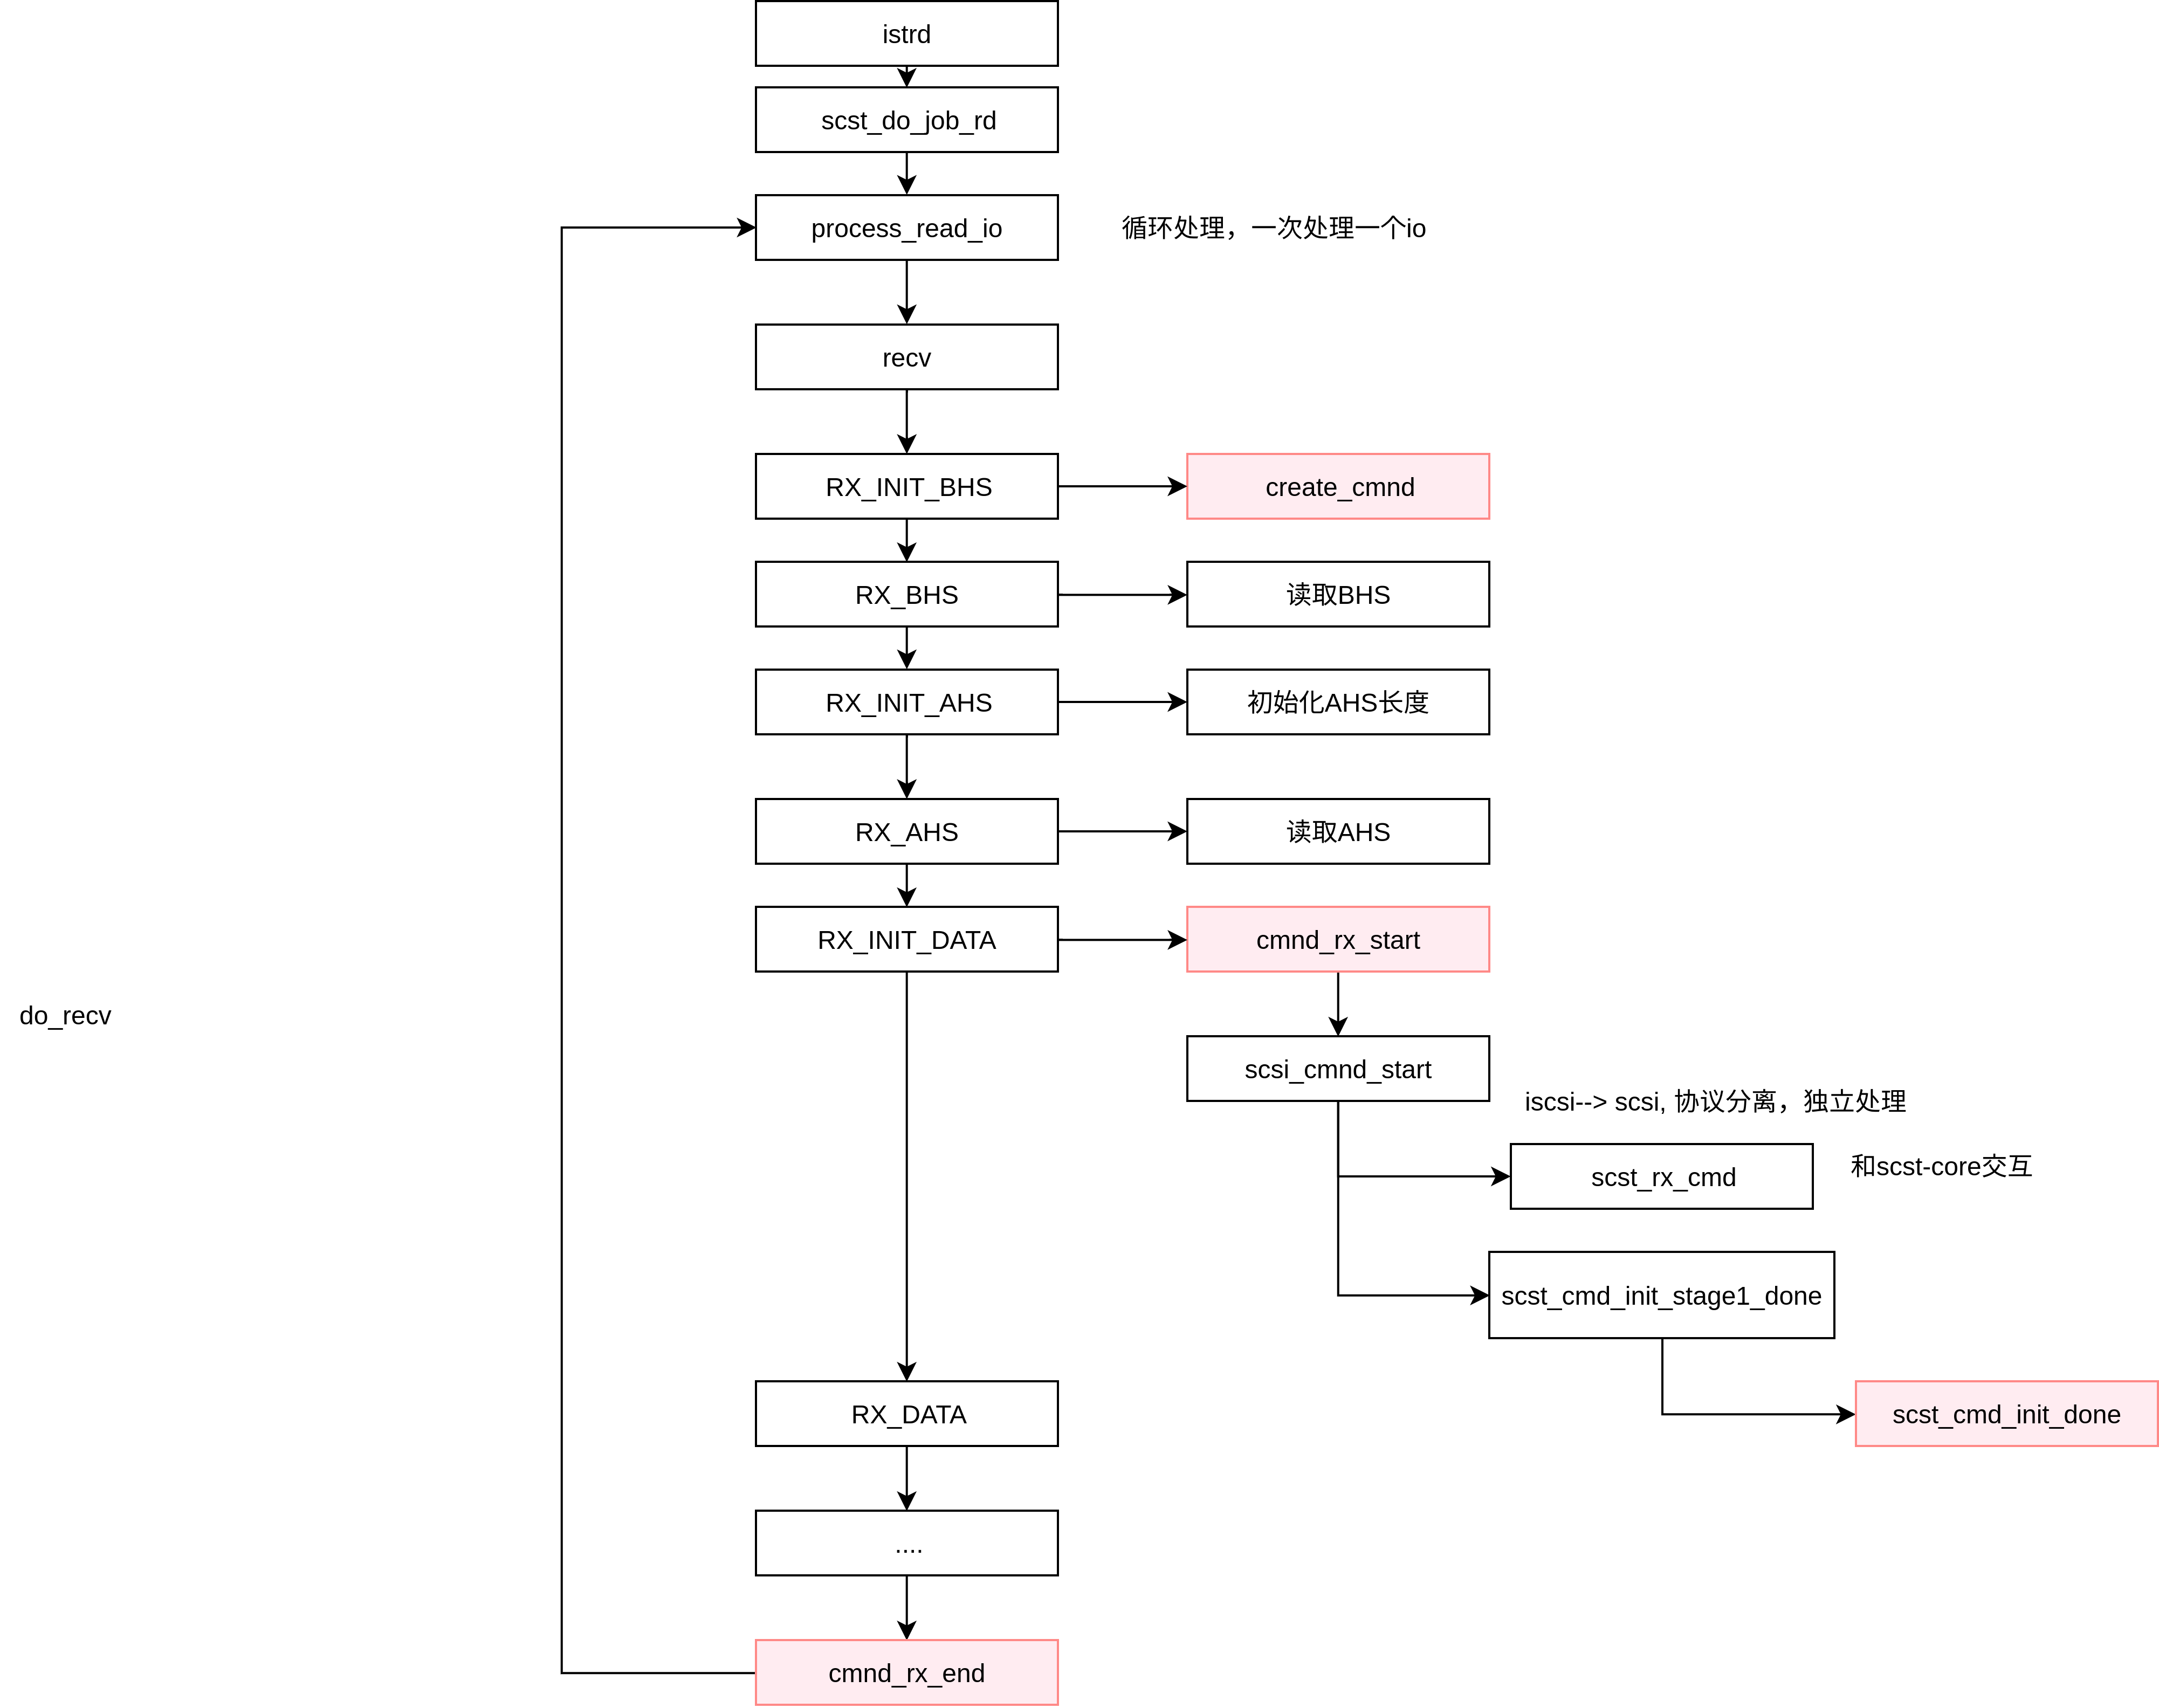 istrd
scst_do_job_rd
process_read_io
循环处理，一次处理一个io
recv
RX_INIT_BHS
create_cmnd
RX_BHS
读取BHS
RX_INIT_AHS
初始化AHS长度
RX_AHS
读取AHS
RX_INIT_DATA
cmnd_rx_start
do_recv
scsi_cmnd_start
iscsi--> scsi, 协议分离，独立处理
scst_rx_cmd
和scst-core交互
scst_cmd_init_stage1_done
RX_DATA
scst_cmd_init_done
....
cmnd_rx_end